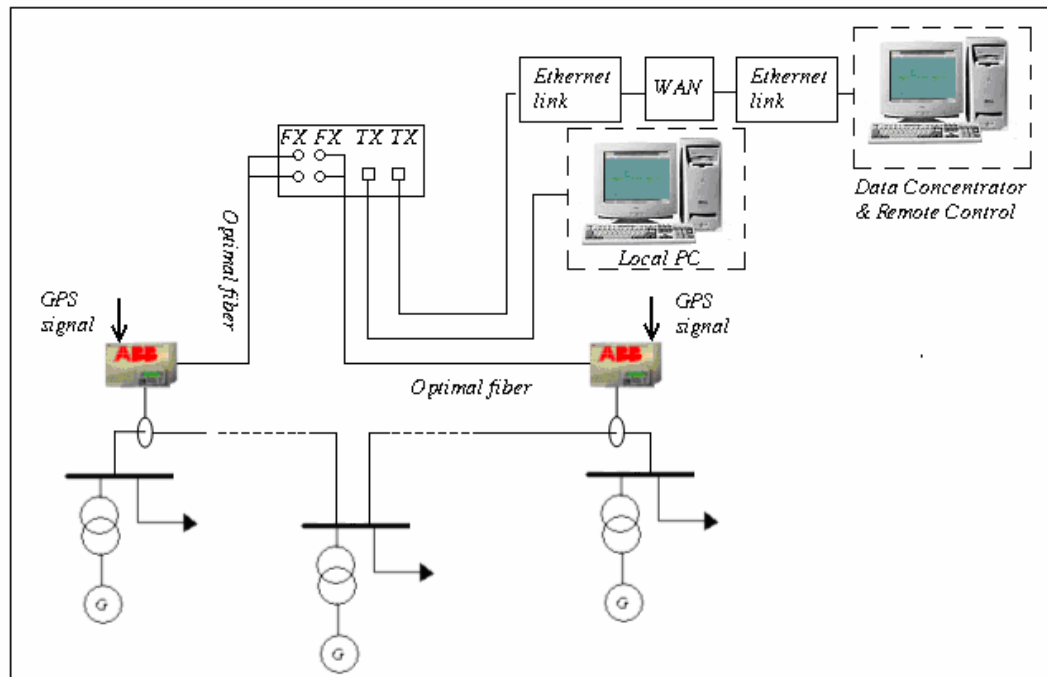 Ethernet
link
WAN
Ethernet
link
FX FX TX TX
Data Concentrator
& Remote Control
Local PC
Optimal fiber
GPS
signal
GPS
signal
ABB
ABB
Optimal fiber
G
G
G